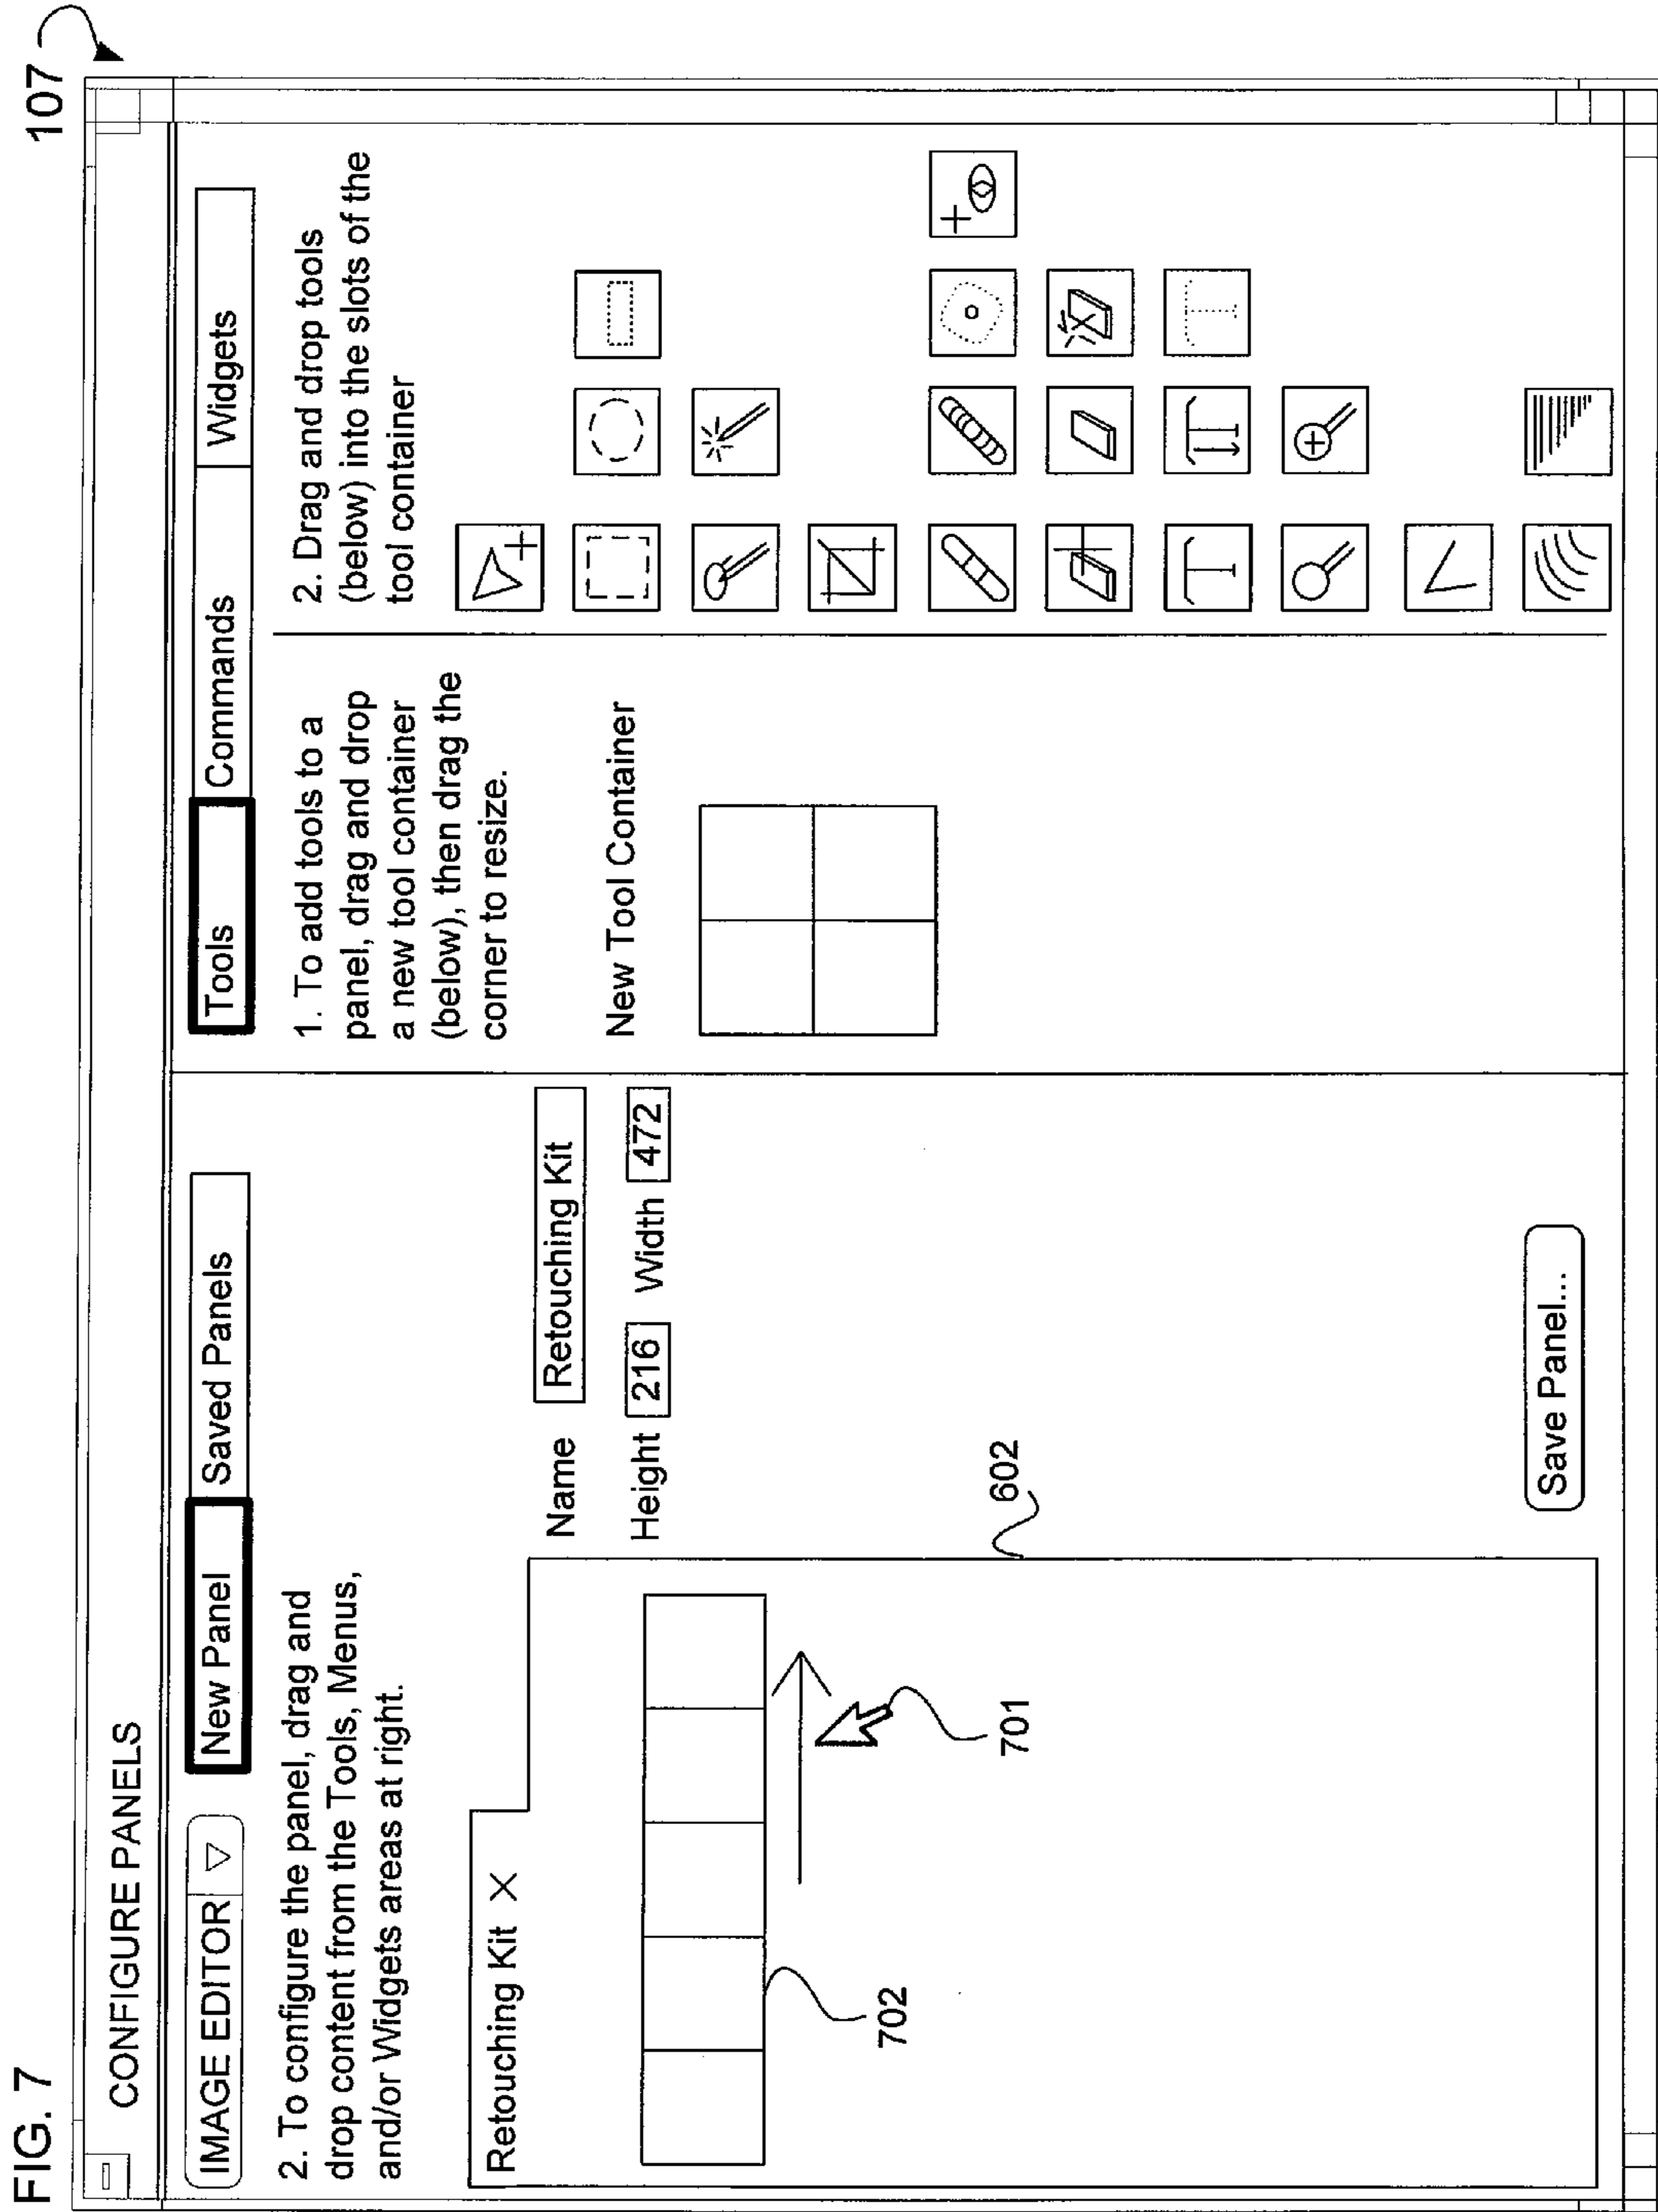 FIG. 7
107
CONFIGURE PANELS
IMAGE EDITOR
New Panel
Saved Panels
2. To configure the panel, drag and
drop content from the Tools, Menus,
and/or Widgets areas at right.
Retouching Kit X
Name
Retouching Kit
Height 216 Width 472
702
701
602
Save Panel...
Tools
Commands
Widgets
1. To add tools to a
panel, drag and drop
a new tool container
(below), then drag the
corner to resize.
New Tool Container
2. Drag and drop tools
(below) into the slots of the
tool container